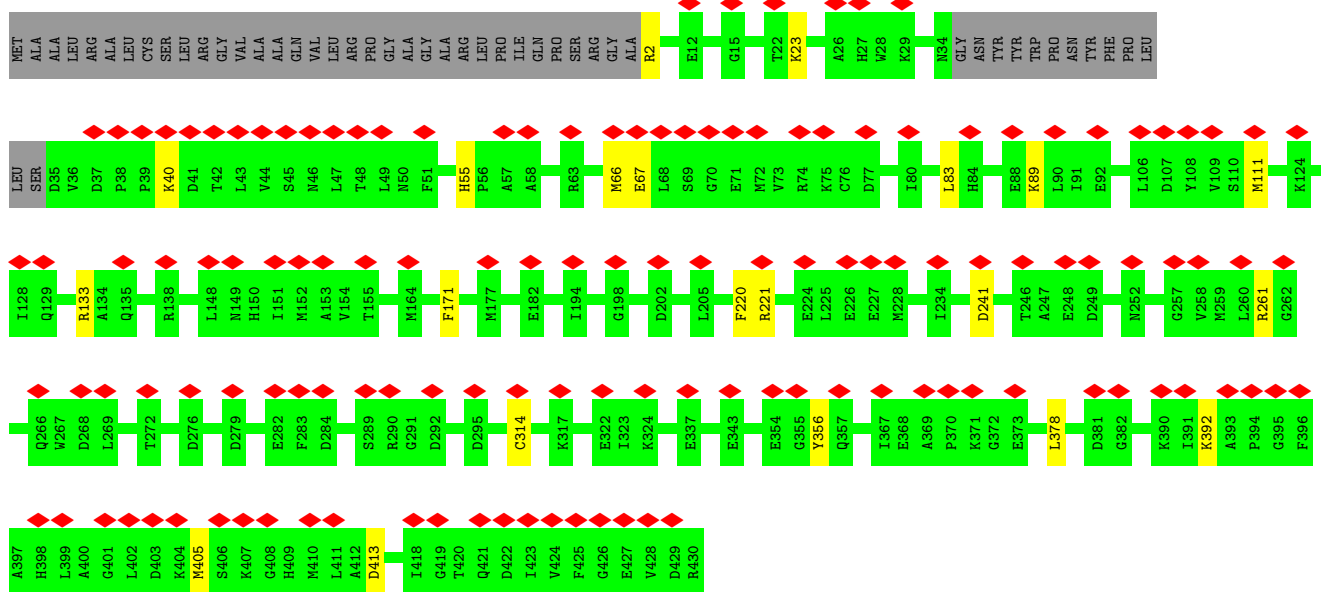 MET ALA ALA LEU ARG ALA LEU CYS SER LEU ARG GLY VAL ALA ALA GLN VAL LEU ARG PRO GLY ALA GLY ALA ARG LEU PRO ILE GLN PRO SER ARG GLY ALA R2 E12 G15 T22 K23 A26 H27 W28 K29 N34 GLY ASN TYR TYR TRP PRO ASN TYR PHE PRO LEU
LEU SER D35 V36 D37 P38 P39 K40 D41 T42 L43 V44 S45 N46 L47 T48 L49 N50 F51 H55 P56 A57 A58 R63 M66 E67 L68 S69 G70 E71 M72 V73 R74 K75 C76 D77 I80 L83 H84 E88 K89 L90 I91 E92 L106 D107 Y108 V109 S110 M111 K124
I128 Q129 R133 A134 Q135 R138 L148 N149 H150 I151 M152 A153 V154 T155 M164 F171 M177 E182 I194 G198 D202 L205 F220 R221 E224 L225 E226 E227 M228 I234 D241 T246 A247 E248 D249 N252 G257 V258 M259 L260 R261 G262
Q266 W267 D268 L269 T272 D276 D279 E282 F283 D284 S289 R290 G291 D292 D295 C314 K317 E322 I323 K324 E337 E343 E354 G355 Y356 Q357 I367 E368 A369 P370 K371 G372 E373 L378 D381 G382 K390 I391 K392 A393 P394 G395 F396
A397 H398 L399 A400 G401 L402 D403 K404 M405 S406 K407 G408 H409 M410 L411 A412 D413 I418 G419 T420 Q421 D422 I423 V424 F425 G426 E427 V428 D429 R430